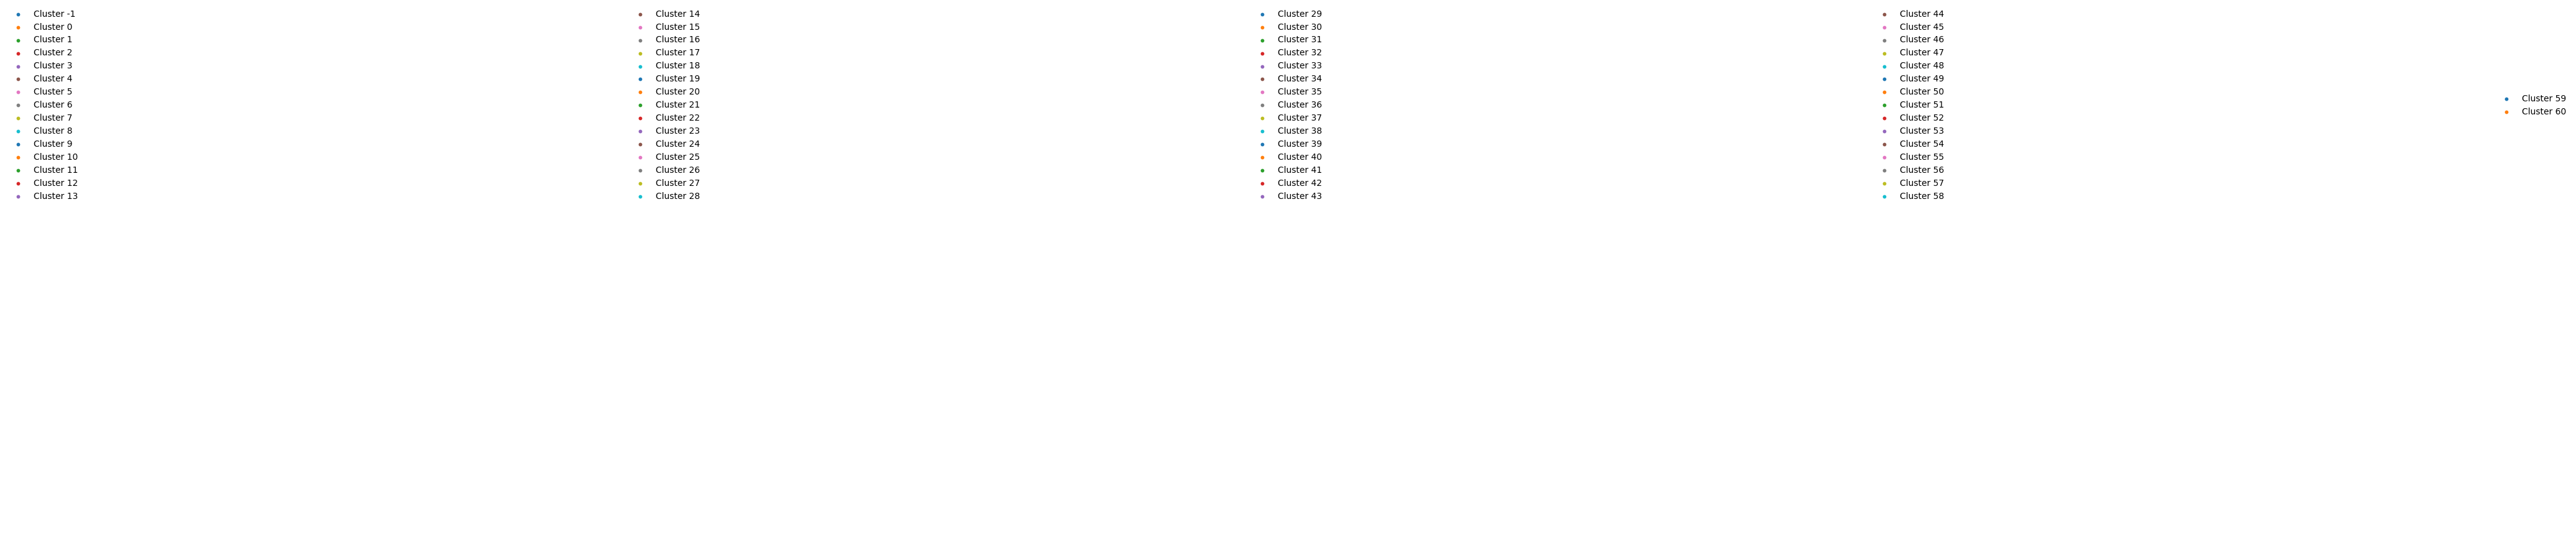 Cluster -1
Cluster 0
Cluster 1
Cluster 2
Cluster 3
Cluster 4
Cluster 5
Cluster 6
Cluster 7
Cluster 8
Cluster 9
Cluster 10
Cluster 11
Cluster 12
Cluster 13
Cluster 14
Cluster 15
Cluster 16
Cluster 17
Cluster 18
Cluster 19
Cluster 20
Cluster 21
Cluster 22
Cluster 23
Cluster 24
Cluster 25
Cluster 26
Cluster 27
Cluster 28
Cluster 29
Cluster 30
Cluster 31
Cluster 32
Cluster 33
Cluster 34
Cluster 35
Cluster 36
Cluster 37
Cluster 38
Cluster 39
Cluster 40
Cluster 41
Cluster 42
Cluster 43
Cluster 44
Cluster 45
Cluster 46
Cluster 47
Cluster 48
Cluster 49
Cluster 50
Cluster 51
Cluster 52
Cluster 53
Cluster 54
Cluster 55
Cluster 56
Cluster 57
Cluster 58
Cluster 59
Cluster 60